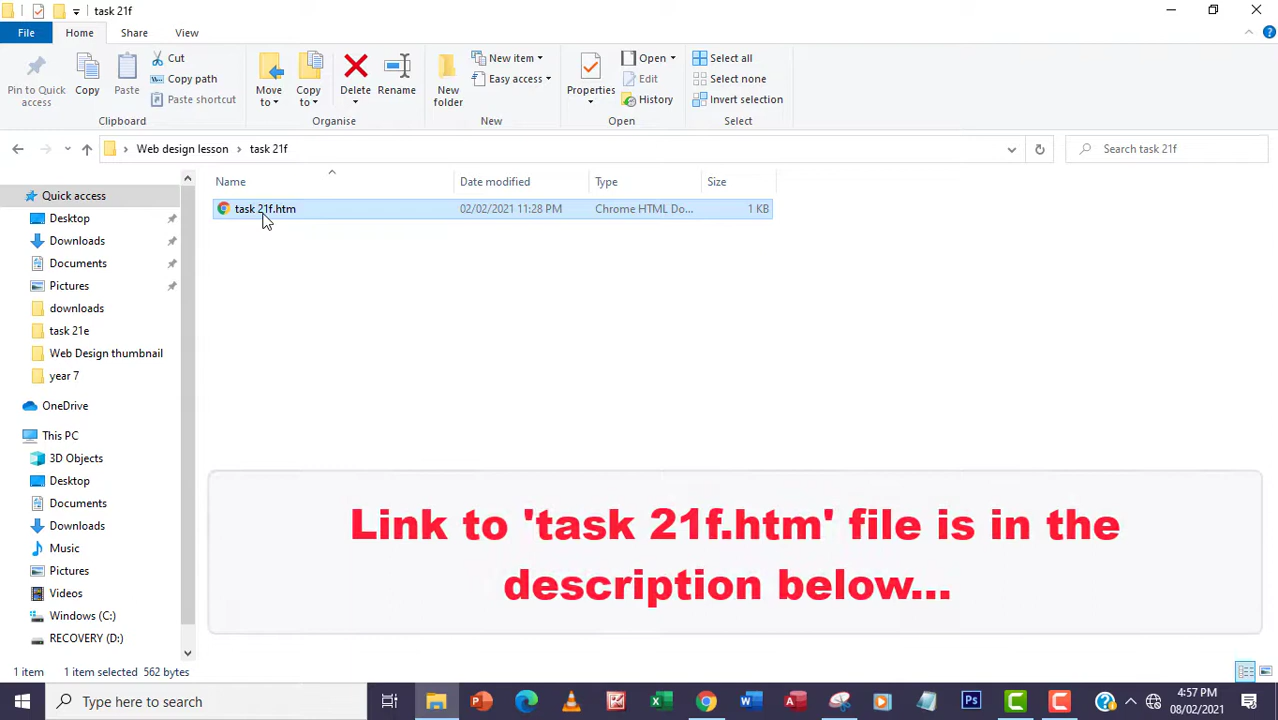 task 21f
File
Home
Share
View
Pin to Quick access
Copy
Paste
Cut
Copy path
Paste shortcut
Clipboard
Move to
Copy to
Delete
Rename
Organise
New folder
New item
Easy access
New
Properties
Open
Edit
History
Open
Select all
Select none
Invert selection
Select
Web design lesson
task 21f
Search task 21f
Name
Date modified
Type
Size
task 21f.htm
02/02/2021 11:28 PM
Chrome HTML Do...
1 KB
Quick access
Desktop
Downloads
Documents
Pictures
downloads
task 21e
Web Design thumbnail
year 7
OneDrive
This PC
3D Objects
Desktop
Documents
Downloads
Music
Pictures
Videos
Windows (C:)
RECOVERY (D:)
Link to 'task 21f.htm' file is in the
description below...
1 item
1 item selected 562 bytes
Type here to search
4:57 PM
08/02/2021